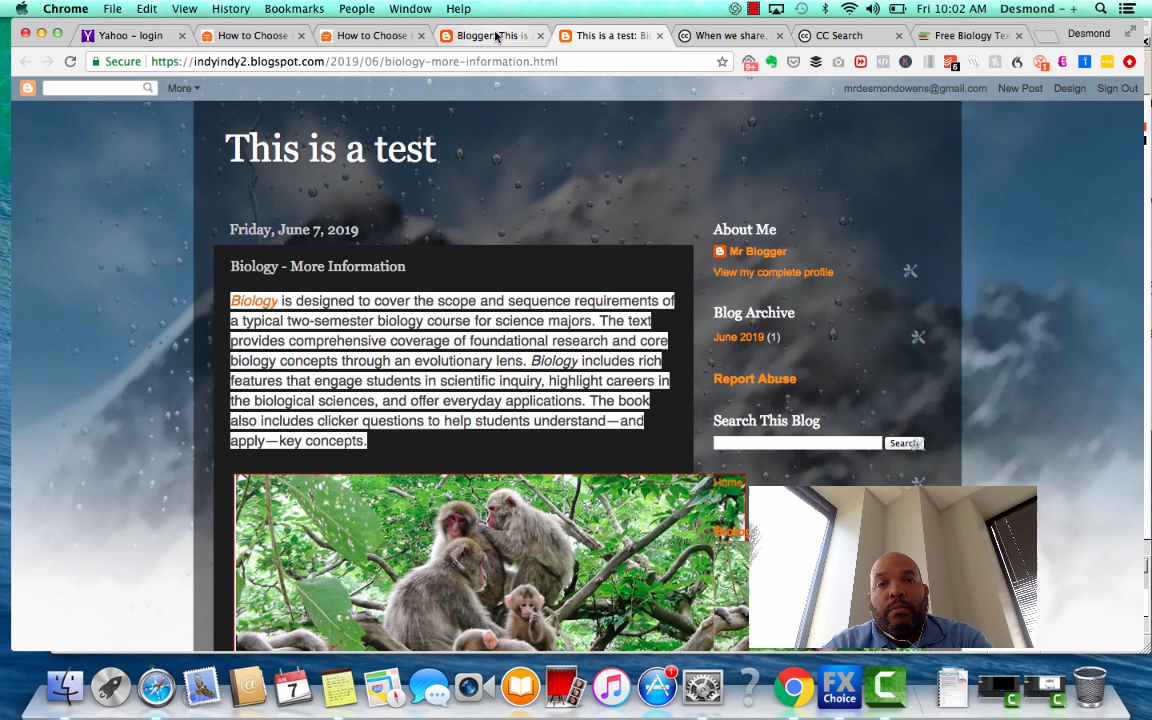 Chrome File Edit View History Bookmarks People Window Help Fri 10:02 AM Desmond - +
Yahoo - login
How to Choose
How to Choose
Blogger: This is
This is a test: Bio
When we share,
CC Search
Free Biology Tex
Desmond
Secure https://indyindy2.blogspot.com/2019/06/biology-more-information.html
9+
6
1
More
mrdesmondowens@gmail.com New Post Design Sign Out
This is a test
Friday, June 7, 2019
Biology - More Information
Biology is designed to cover the scope and sequence requirements of
a typical two-semester biology course for science majors. The text
provides comprehensive coverage of foundational research and core
biology concepts through an evolutionary lens. Biology includes rich
features that engage students in scientific inquiry, highlight careers in
the biological sciences, and offer everyday applications. The book
also includes clicker questions to help students understand—and
apply—key concepts.
About Me
Mr Blogger
View my complete profile
Blog Archive
June 2019 (1)
Report Abuse
Search This Blog
Search
Home
JUN
7
1
FX
Choice